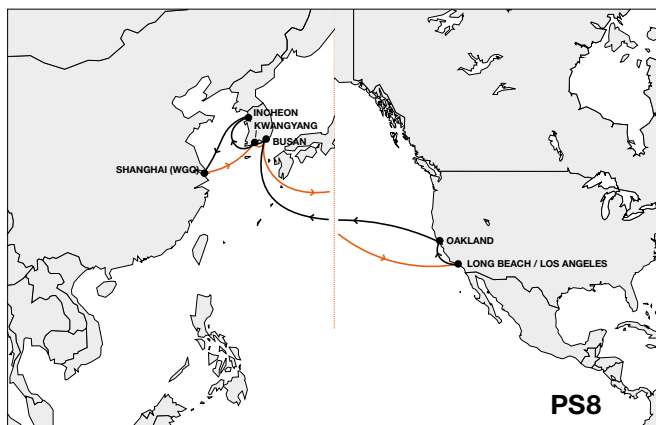 INCHEON
KWANGYANG
BUSAN
SHANGHAI (WGQ)
OAKLAND
LONG BEACH / LOS ANGELES
PS8